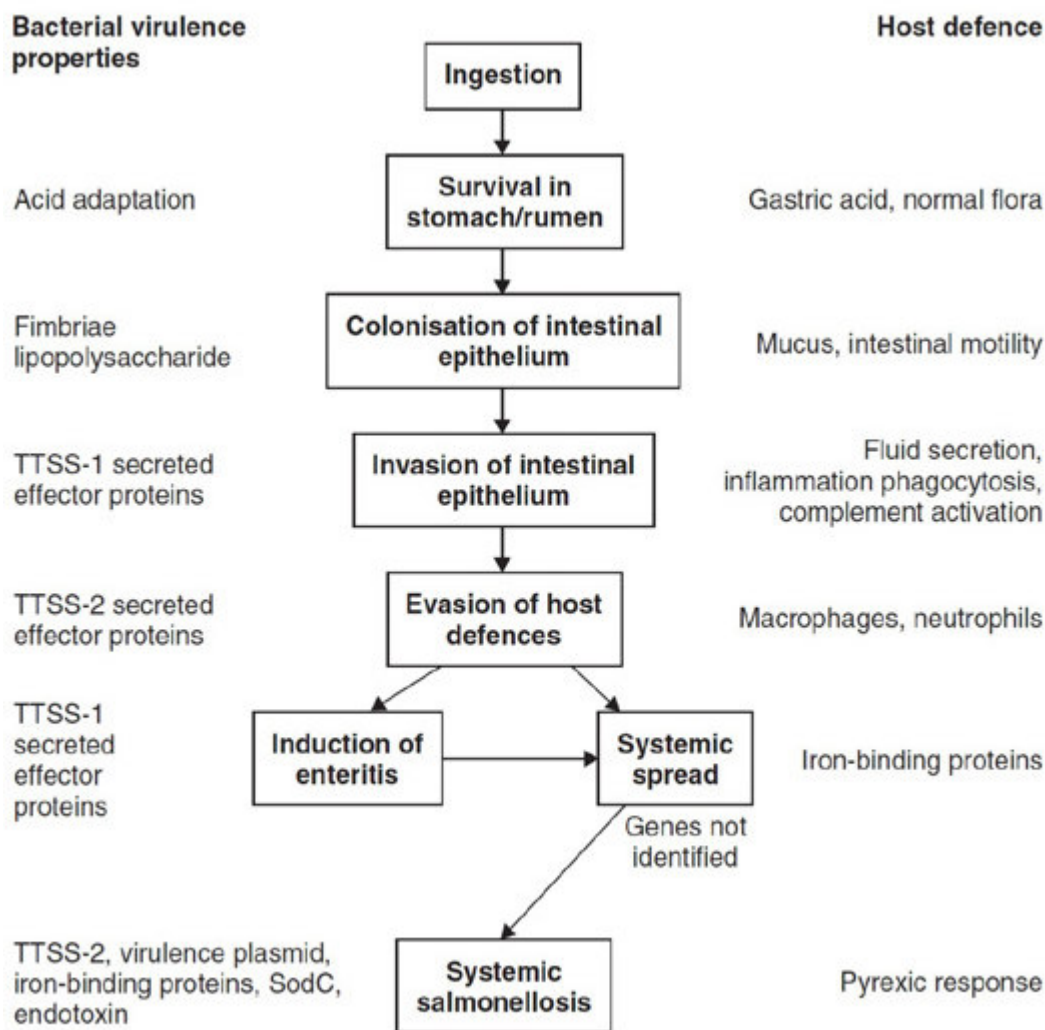 Bacterial virulence
properties
Host defence
Ingestion
Acid adaptation
Survival in
stomach/rumen
Gastric acid, normal flora
Fimbriae
lipopolysaccharide
Colonisation of intestinal
epithelium
Mucus, intestinal motility
TTSS-1 secreted
effector proteins
Invasion of intestinal
epithelium
Fluid secretion,
inflammation phagocytosis,
complement activation
TTSS-2 secreted
effector proteins
Evasion of host
defences
Macrophages, neutrophils
TTSS-1
secreted
effector
proteins
Induction of
enteritis
Systemic
spread
Iron-binding proteins
Genes not
identified
TTSS-2, virulence plasmid,
iron-binding proteins, SodC,
endotoxin
Systemic
salmonellosis
Pyrexic response